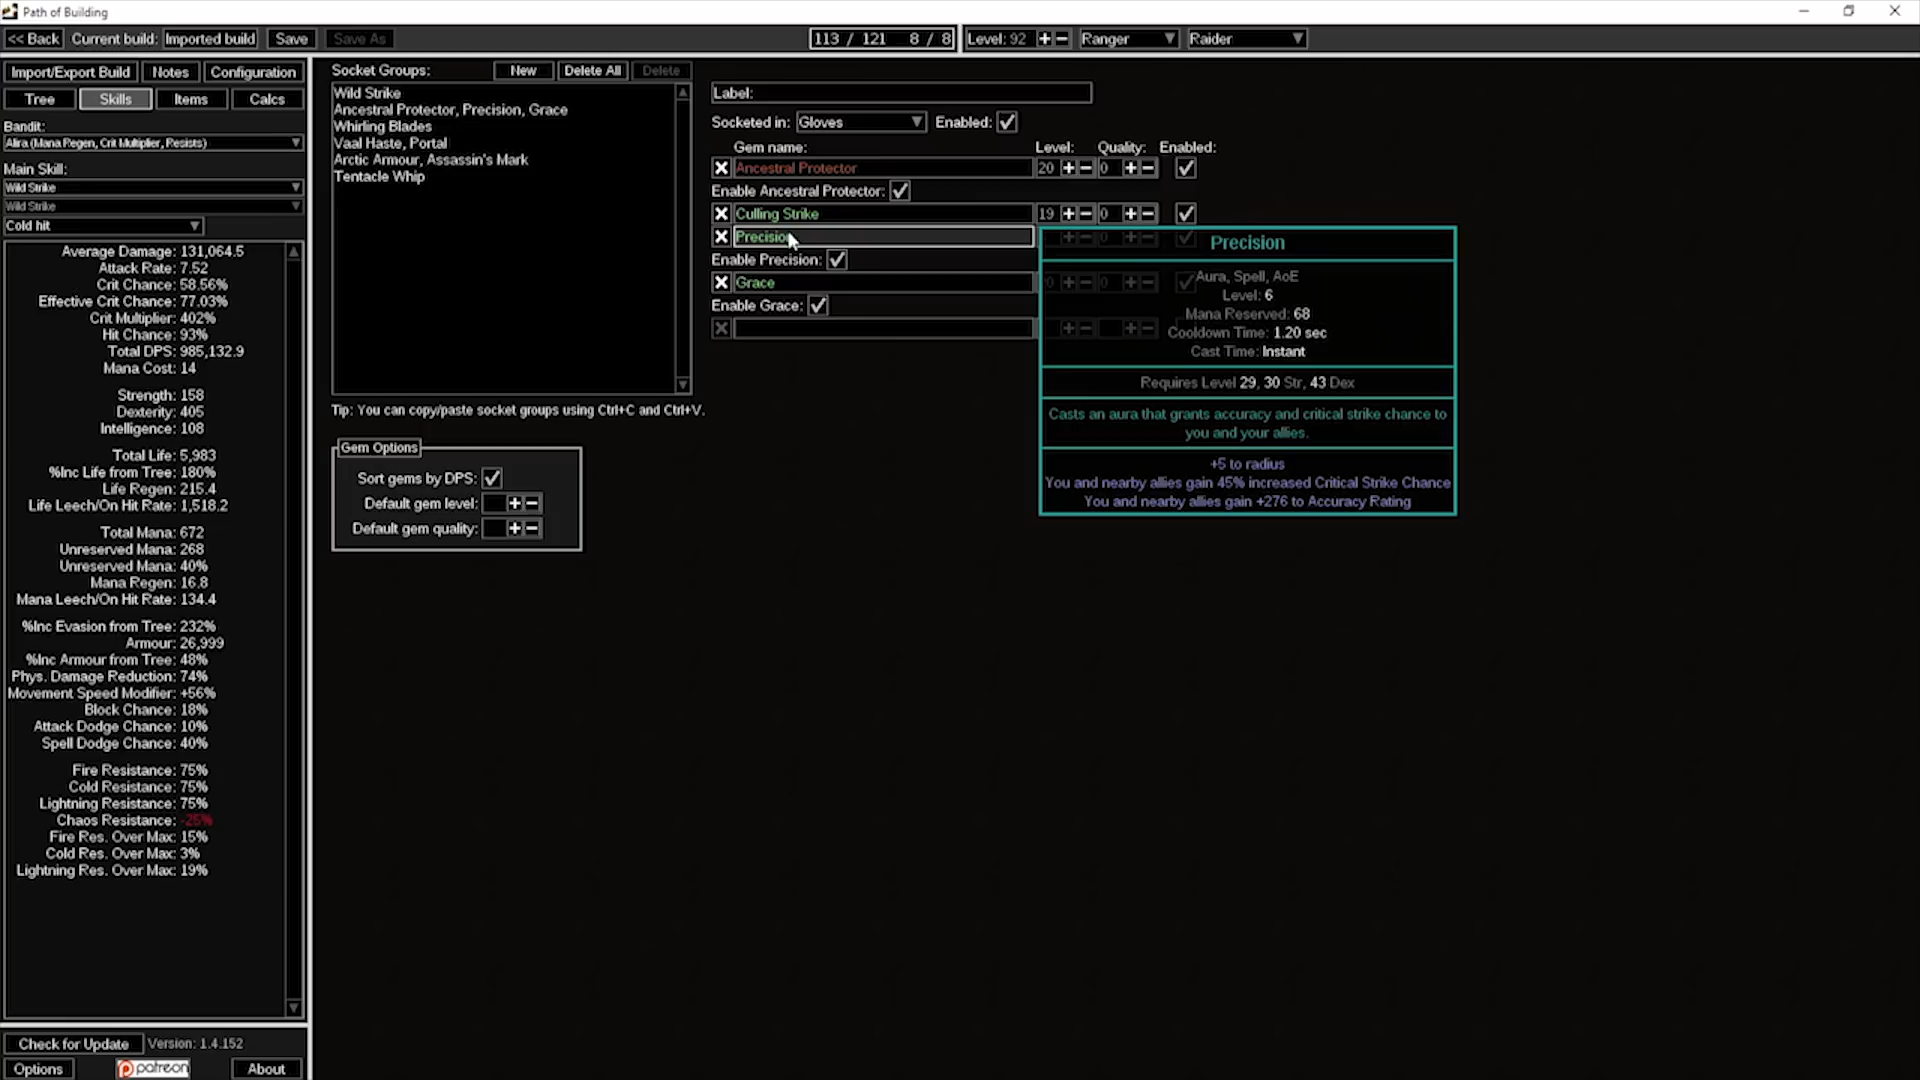 Path of Building
<< Back Current build: Imported build Save Save As 113 / 121 8 / 8 Level: 92 + − Ranger Raider
Import/Export Build Notes Configuration
Tree Skills Items Calcs
Bandit:
Alira (Mana Regen, Crit Multiplier, Resists)
Main Skill:
Wild Strike
Wild Strike
Cold hit
Average Damage: 131,064.5
Attack Rate: 7.52
Crit Chance: 58.56%
Effective Crit Chance: 77.03%
Crit Multiplier: 402%
Hit Chance: 93%
Total DPS: 985,132.9
Mana Cost: 14
Strength: 158
Dexterity: 405
Intelligence: 108
Total Life: 5,983
%Inc Life from Tree: 180%
Life Regen: 215.4
Life Leech/On Hit Rate: 1,518.2
Total Mana: 672
Unreserved Mana: 268
Unreserved Mana: 40%
Mana Regen: 16.8
Mana Leech/On Hit Rate: 134.4
%Inc Evasion from Tree: 232%
Armour: 26,999
%Inc Armour from Tree: 48%
Phys. Damage Reduction: 74%
Movement Speed Modifier: +56%
Block Chance: 18%
Attack Dodge Chance: 10%
Spell Dodge Chance: 40%
Fire Resistance: 75%
Cold Resistance: 75%
Lightning Resistance: 75%
Chaos Resistance: -25%
Fire Res. Over Max: 15%
Cold Res. Over Max: 3%
Lightning Res. Over Max: 19%
Check for Update Version: 1.4.152
Options patreon About
Socket Groups: New Delete All Delete
Wild Strike
Ancestral Protector, Precision, Grace
Whirling Blades
Vaal Haste, Portal
Arctic Armour, Assassin's Mark
Tentacle Whip
Tip: You can copy/paste socket groups using Ctrl+C and Ctrl+V.
Gem Options
Sort gems by DPS:
Default gem level: + −
Default gem quality: + −
Label:
Socketed in: Gloves Enabled:
Gem name: Level: Quality: Enabled:
Ancestral Protector 20 + − 0 + −
Enable Ancestral Protector:
Culling Strike 19 + − 0 + −
Precision
Enable Precision:
Grace
Enable Grace:
Precision
Aura, Spell, AoE
Level: 6
Mana Reserved: 68
Cooldown Time: 1.20 sec
Cast Time: Instant
Requires Level 29, 30 Str, 43 Dex
Casts an aura that grants accuracy and critical strike chance to
you and your allies.
+5 to radius
You and nearby allies gain 45% increased Critical Strike Chance
You and nearby allies gain +276 to Accuracy Rating